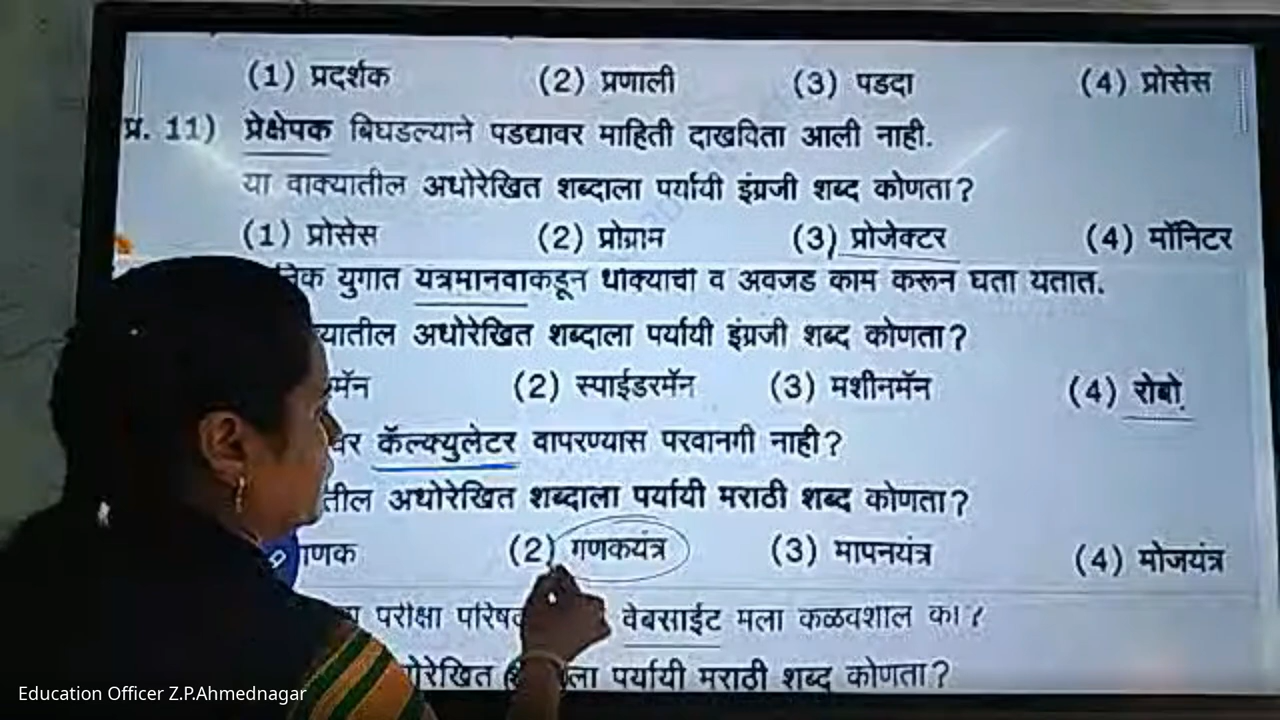 (1) प्रदर्शक (2) प्रणाली (3) पडदा (4) प्रोसेस
प्र. 11) प्रेक्षेपक बिघडल्याने पडद्यावर माहिती दाखविता आली नाही.
या वाक्यातील अधोरेखित शब्दाला पर्यायी इंग्रजी शब्द कोणता?
(1) प्रोसेस (2) प्रोग्राम (3) प्रोजेक्टर (4) मॉनिटर
युगात यत्रमानवाकडून धोक्याची व अवजड काम करून घता यतात.
अधोरेखित शब्दाला पर्यायी इंग्रजी शब्द कोणता?
(2) स्पाईडरमॅन (3) मशीनमॅन (4) रोबो
कॅल्क्युलेटर वापरण्यास परवानगी नाही?
अधोरेखित शब्दाला पर्यायी मराठी शब्द कोणता?
(2) गणकयंत्र (3) मापनयंत्र (4) मोजयंत्र
परीक्षा वेबसाईट मला कळवशाल का?
पर्यायी मराठी शब्द कोणता?
Education Officer Z.P.Ahmednagar